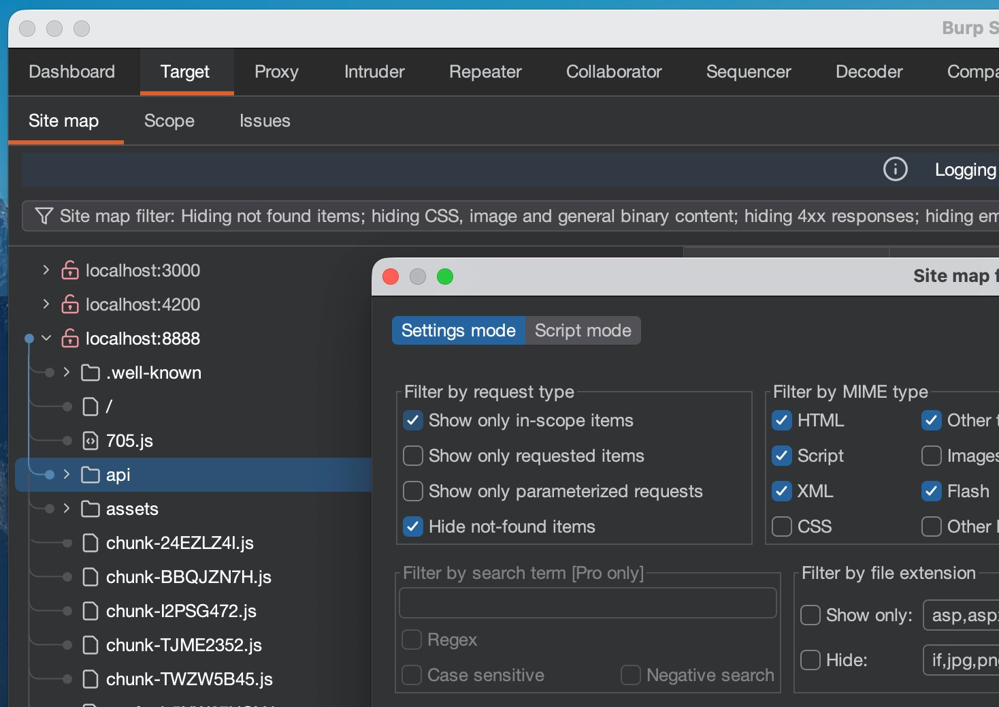 Burp S
Dashboard Target Proxy Intruder Repeater Collaborator Sequencer Decoder Compa
Site map Scope Issues
Logging
Site map filter: Hiding not found items; hiding CSS, image and general binary content; hiding 4xx responses; hiding em
localhost:3000
localhost:4200
localhost:8888
.well-known
/
705.js
api
assets
chunk-24EZLZ4I.js
chunk-BBQJZN7H.js
chunk-I2PSG472.js
chunk-TJME2352.js
chunk-TWZW5B45.js
Site map f
Settings mode Script mode
Filter by request type
Show only in-scope items
Show only requested items
Show only parameterized requests
Hide not-found items
Filter by MIME type
HTML Other t
Script Images
XML Flash
CSS Other
Filter by search term [Pro only]
Regex
Case sensitive Negative search
Filter by file extension
Show only: asp,aspx
Hide: if,jpg,png